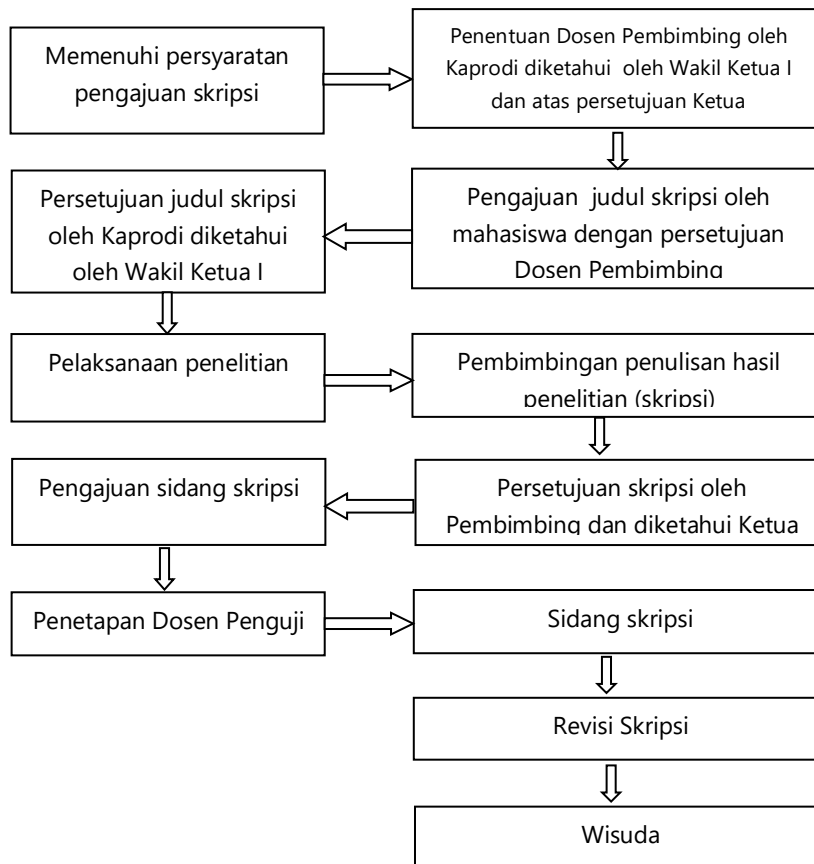 Memenuhi persyaratan
pengajuan skripsi
Penentuan Dosen Pembimbing oleh
Kaprodi diketahui oleh Wakil Ketua I
dan atas persetujuan Ketua
Pengajuan judul skripsi oleh
mahasiswa dengan persetujuan
Dosen Pembimbing
Persetujuan judul skripsi
oleh Kaprodi diketahui
oleh Wakil Ketua I
Pelaksanaan penelitian
Pembimbingan penulisan hasil
penelitian (skripsi)
Persetujuan skripsi oleh
Pembimbing dan diketahui Ketua
Pengajuan sidang skripsi
Penetapan Dosen Penguji
Sidang skripsi
Revisi Skripsi
Wisuda